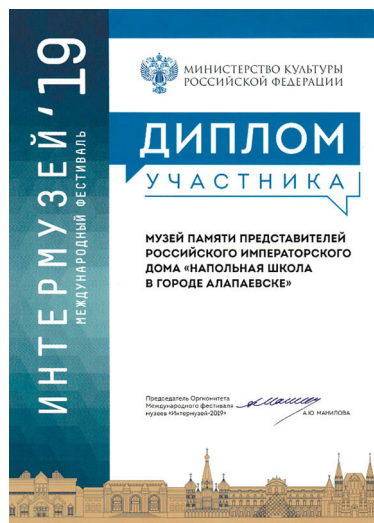 ИНТЕРМУЗЕЙ'19
МЕЖДУНАРОДНЫЙ ФЕСТИВАЛЬ
МИНИСТЕРСТВО КУЛЬТУРЫ
РОССИЙСКОЙ ФЕДЕРАЦИИ
ДИПЛОМ
УЧАСТНИКА
МУЗЕЙ ПАМЯТИ ПРЕДСТАВИТЕЛЕЙ
РОССИЙСКОГО ИМПЕРАТОРСКОГО
ДОМА «НАПОЛЬНАЯ ШКОЛА
В ГОРОДЕ АЛАПАЕВСКЕ»
Председатель Оргкомитета
Международного фестиваля
музеев «Интермузей-2019»
А.Ю. МАНИЛОВА